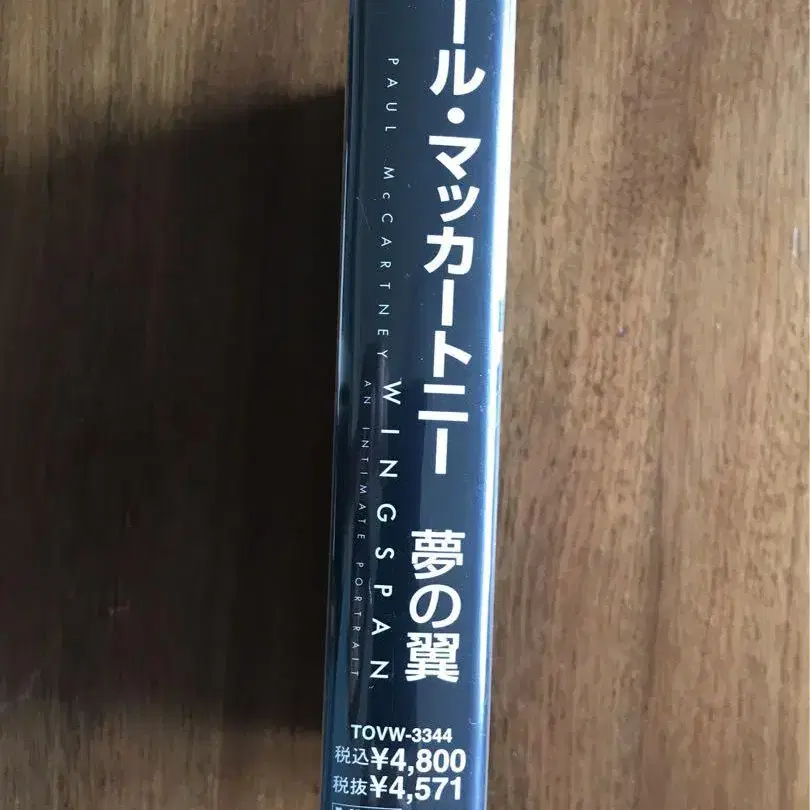 ール・マッカートニー 夢の翼
PAUL McCARTNEY WINGSPAN
AN INTIMATE PORTRAIT
TOVW-3344
税込¥4,800
税抜¥4,571